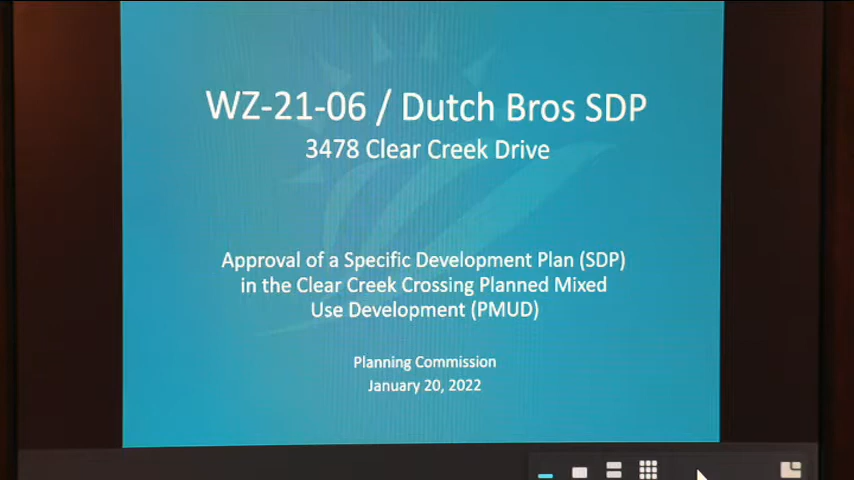 WZ-21-06 / Dutch Bros SDP
3478 Clear Creek Drive
Approval of a Specific Development Plan (SDP)
in the Clear Creek Crossing Planned Mixed
Use Development (PMUD)
Planning Commission
January 20, 2022